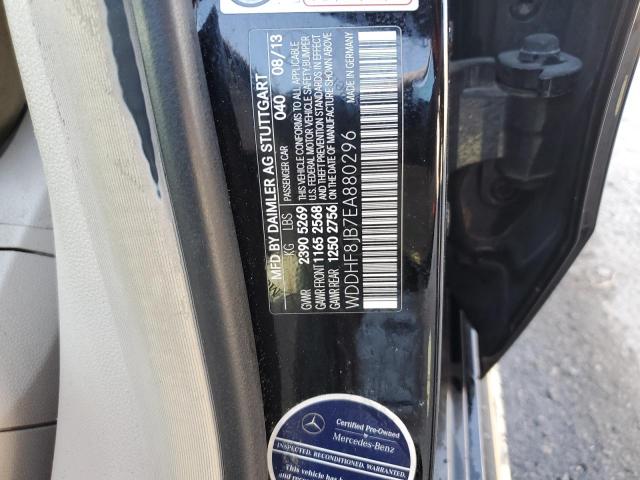 MFD BY DAIMLER AG STUTTGART
PASSENGER CAR 040 08/13
KG LBS
GVWR 2390 5269
GAWR FRONT 1165 2568
GAWR REAR 1250 2756
THIS VEHICLE CONFORMS TO ALL APPLICABLE
U.S. FEDERAL MOTOR VEHICLE SAFETY, BUMPER
AND THEFT PREVENTION STANDARDS IN EFFECT
ON THE DATE OF MANUFACTURE SHOWN ABOVE
MADE IN GERMANY
WDDHF8JB7EA880296
Certified Pre-Owned
by
Mercedes-Benz
INSPECTED. RECONDITIONED. WARRANTED.
This vehicle has